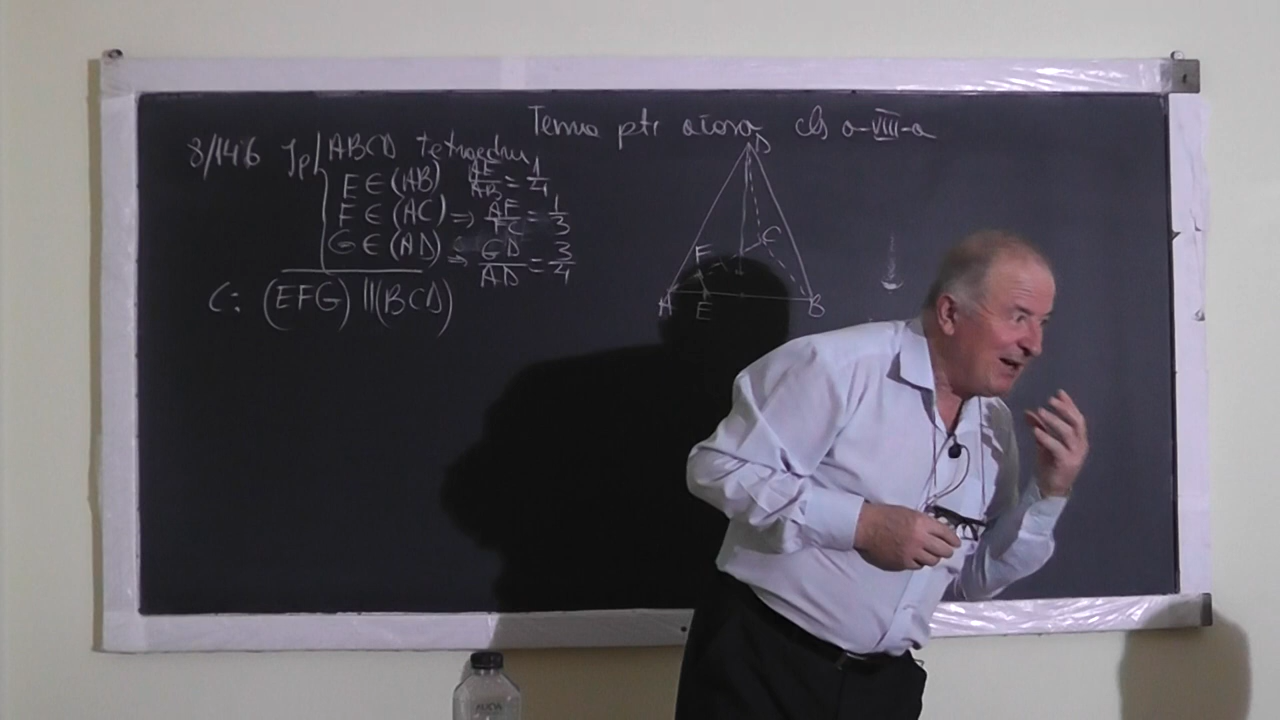 Tema ptr acasa cls a-VIII-a
8/146 Ip/ ABCD tetraedru
E∈(AB) AE/AB = 1/4
F∈(AC) => AF/FC = 1/3
G∈(AD) => GD/AD = 3/4
C: (EFG) ||(BCD)
D
C
F
A E B